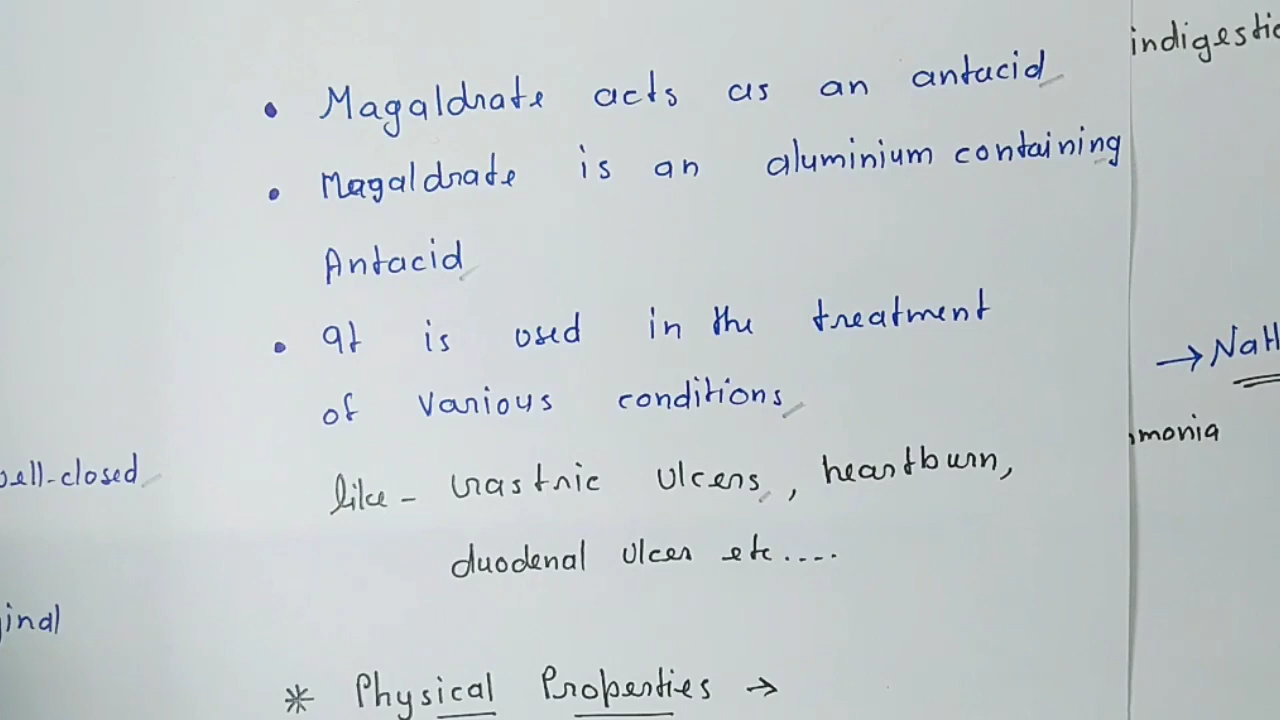 • Magaldrate acts as an antacid
• Magaldrate is an aluminium containing
Antacid
• It is used in the treatment
of various conditions
like - Gastric ulcers, heartburn,
duodenal ulcer etc....
* Physical Properties →
well-closed
indigestio
→ NaH
monia